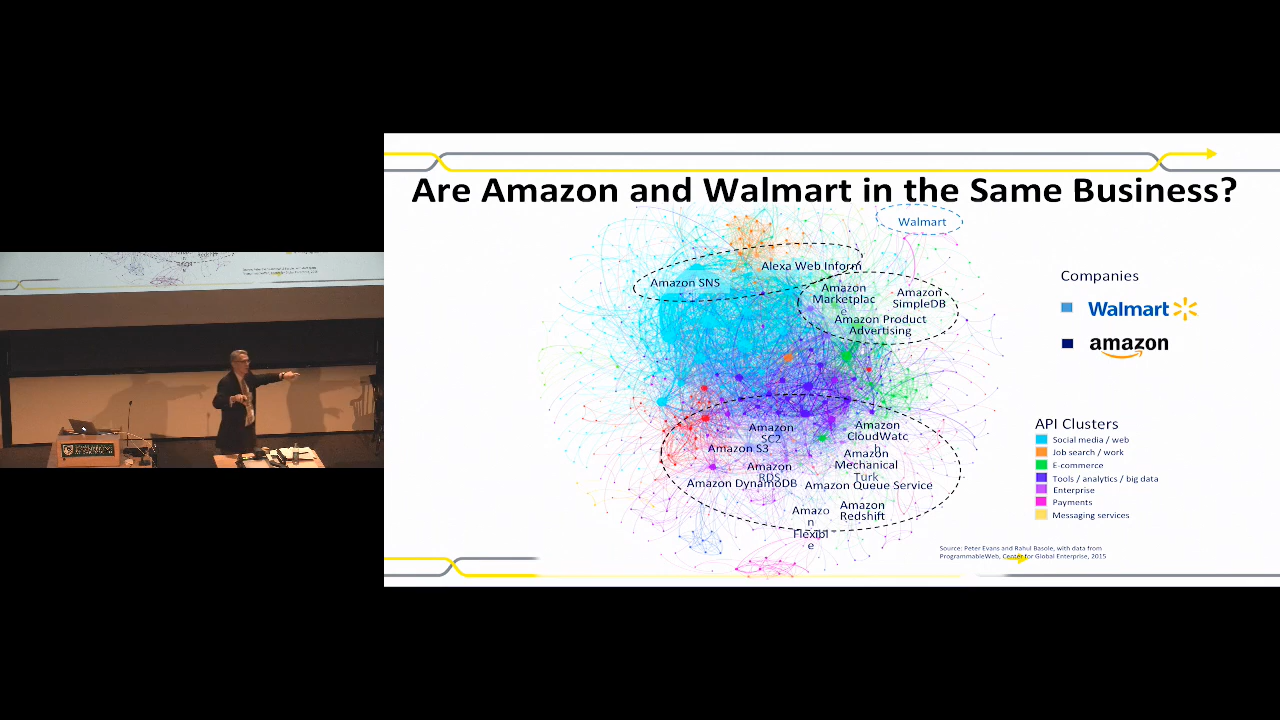 Are Amazon and Walmart in the Same Business?
Walmart
Alexa Web Inform
Amazon SNS
Amazon
Marketplac
e
Amazon
SimpleDB
Amazon Product
Advertising
Companies
Walmart
amazon
Amazon
SC2
Amazon
CloudWatc
h
Amazon S3
Amazon
Mechanical
Turk
Amazon
RDS
Amazon DynamoDB
Amazon Queue Service
Amazo
n
Flexibl
e
Amazon
Redshift
API Clusters
Social media / web
Job search / work
E-commerce
Tools / analytics / big data
Enterprise
Payments
Messaging services
Source: Peter Evans and Rahul Basole, with data from
ProgrammableWeb, Center for Global Enterprise, 2015